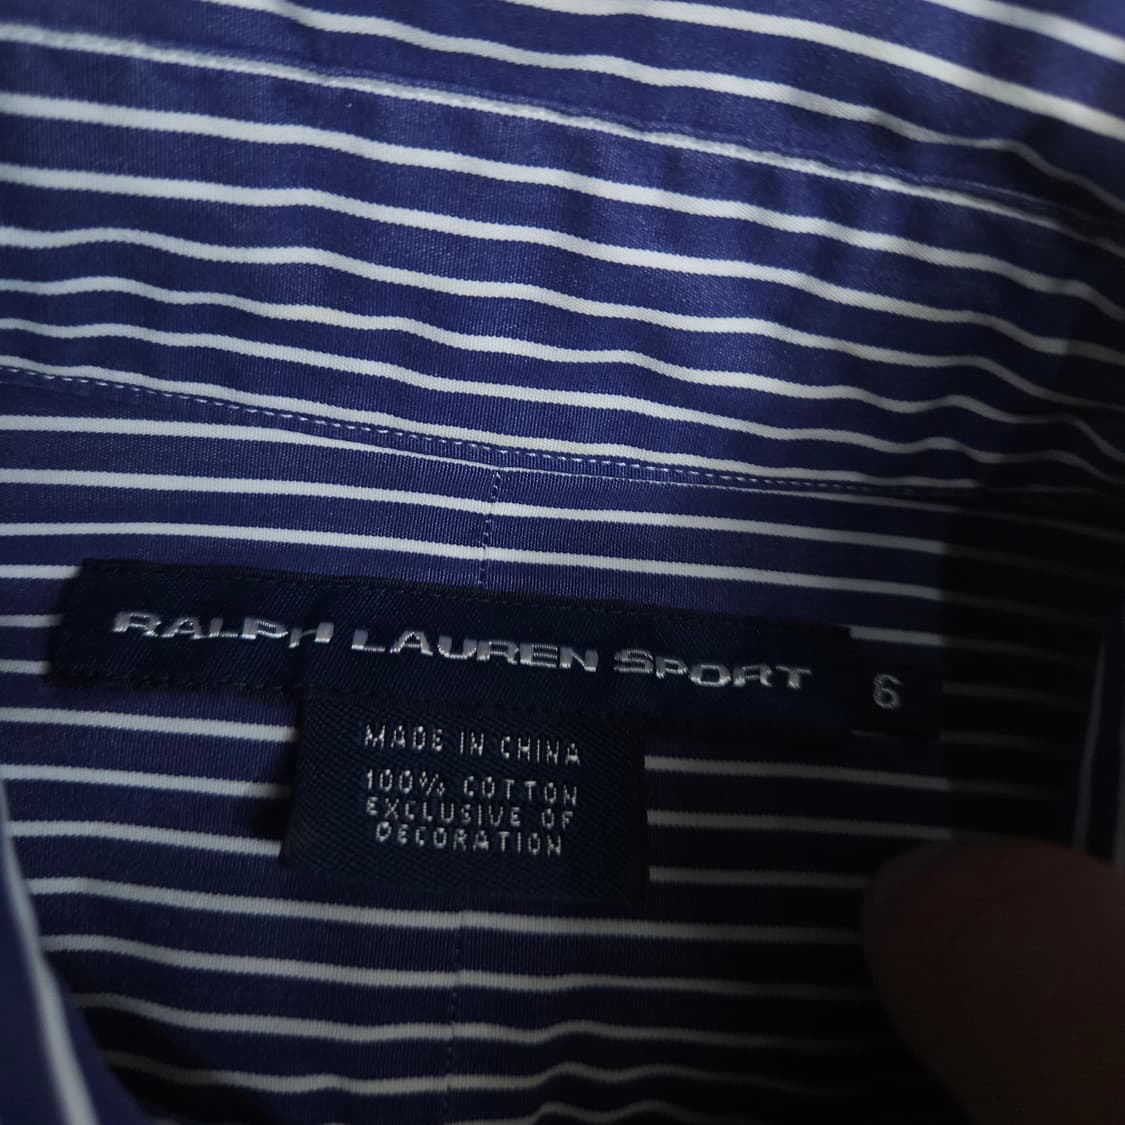 RALPH LAUREN SPORT
6
MADE IN CHINA
100% COTTON
EXCLUSIVE OF
DECORATION